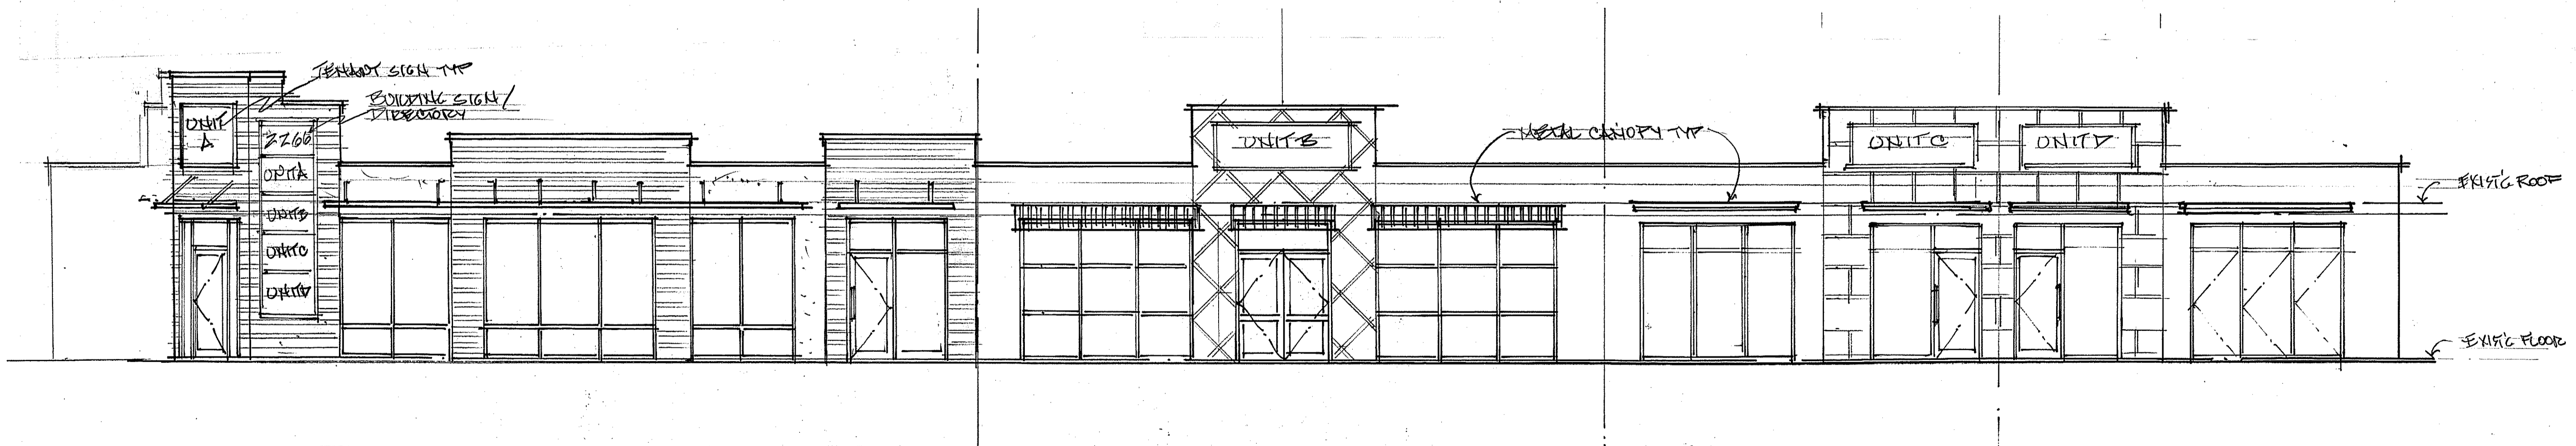 TENANT SIGN TYP
BUILDING SIGN/
DIRECTORY
UNIT
A
2266
UNIT A
UNIT B
UNIT C
UNIT D
UNIT B
METAL CANOPY TYP
UNIT C
UNIT D
EXIST'G ROOF
EXIST'G FLOOR